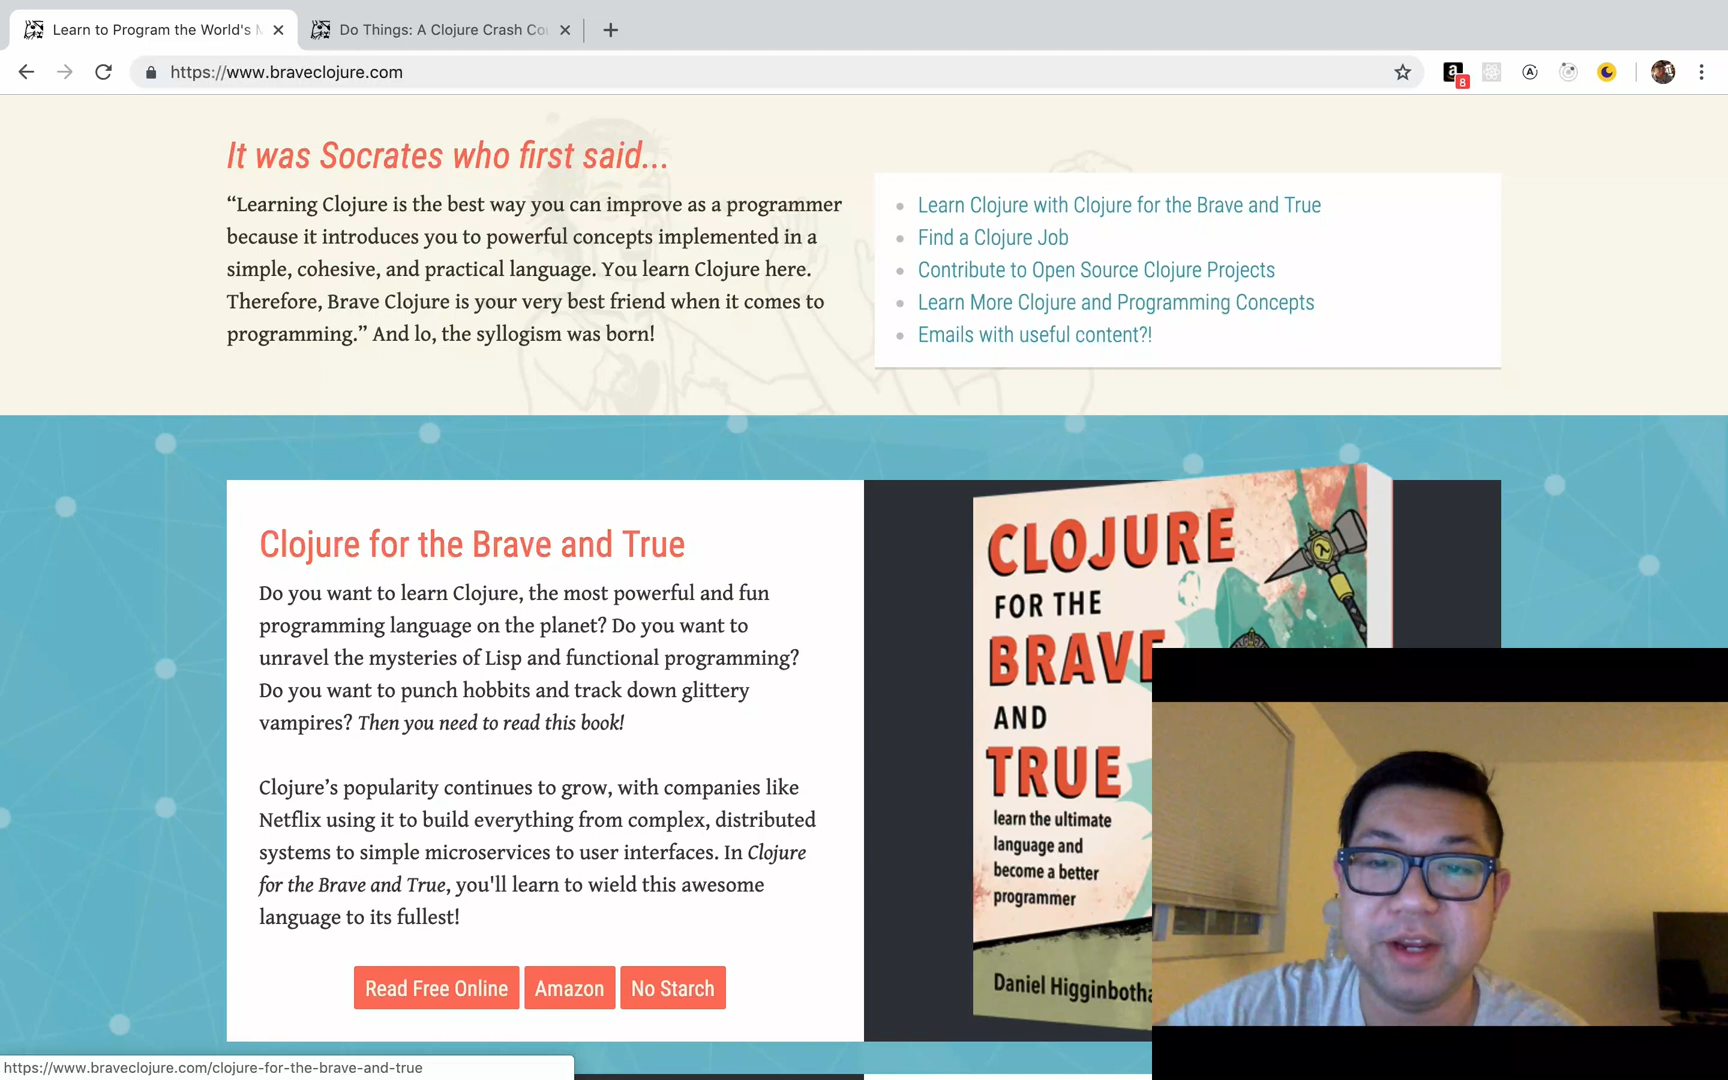 Learn to Program the World's
Do Things: A Clojure Crash Co
https://www.braveclojure.com
a
8
A
It was Socrates who first said...
“Learning Clojure is the best way you can improve as a programmer
because it introduces you to powerful concepts implemented in a
simple, cohesive, and practical language. You learn Clojure here.
Therefore, Brave Clojure is your very best friend when it comes to
programming.” And lo, the syllogism was born!
Learn Clojure with Clojure for the Brave and True
Find a Clojure Job
Contribute to Open Source Clojure Projects
Learn More Clojure and Programming Concepts
Emails with useful content?!
Clojure for the Brave and True
Do you want to learn Clojure, the most powerful and fun
programming language on the planet? Do you want to
unravel the mysteries of Lisp and functional programming?
Do you want to punch hobbits and track down glittery
vampires? Then you need to read this book!
Clojure’s popularity continues to grow, with companies like
Netflix using it to build everything from complex, distributed
systems to simple microservices to user interfaces. In Clojure
for the Brave and True, you'll learn to wield this awesome
language to its fullest!
Read Free Online
Amazon
No Starch
CLOJURE
FOR THE
BRAVE
AND
TRUE
learn the ultimate
language and
become a better
programmer
λ
Daniel Higginbotha
https://www.braveclojure.com/clojure-for-the-brave-and-true